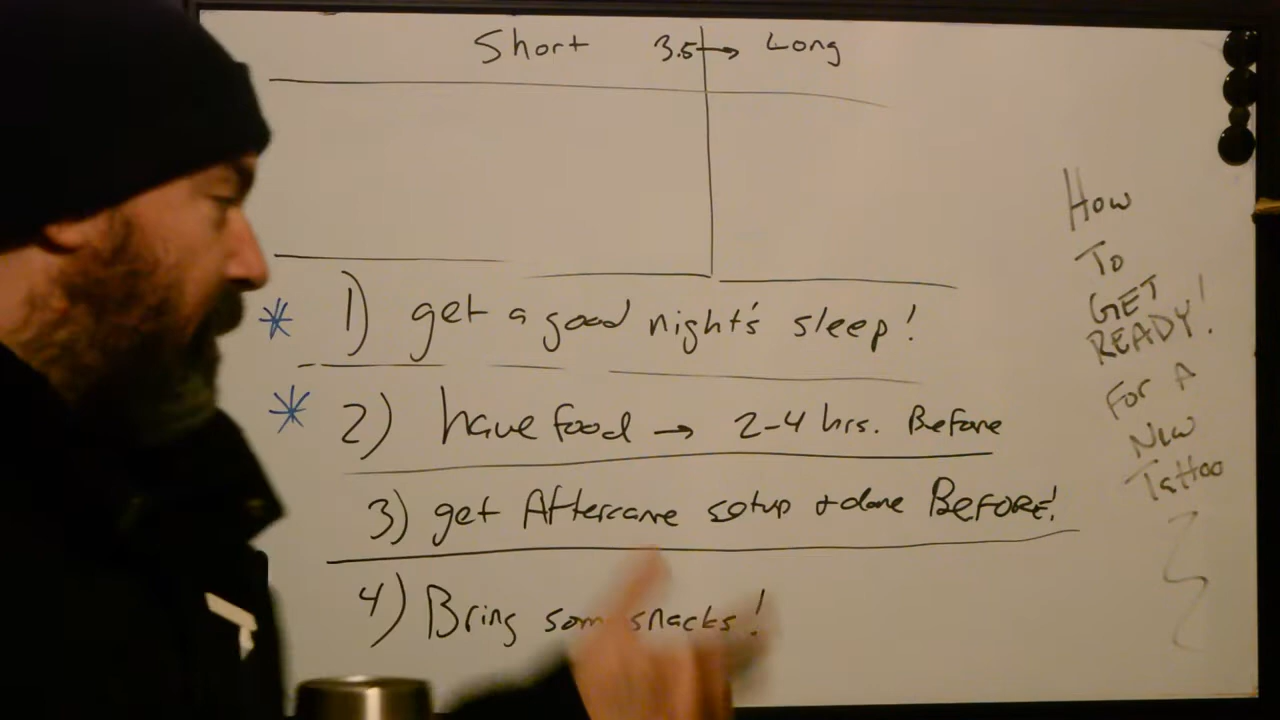 Short 3.5 → Long
* 1) get a good night's sleep!
* 2) have food → 2-4 hrs. Before
3) get Aftercare setup + done BEFORE!
4) Bring some snacks!
How
To
GET
READY!
For A
New
Tattoo